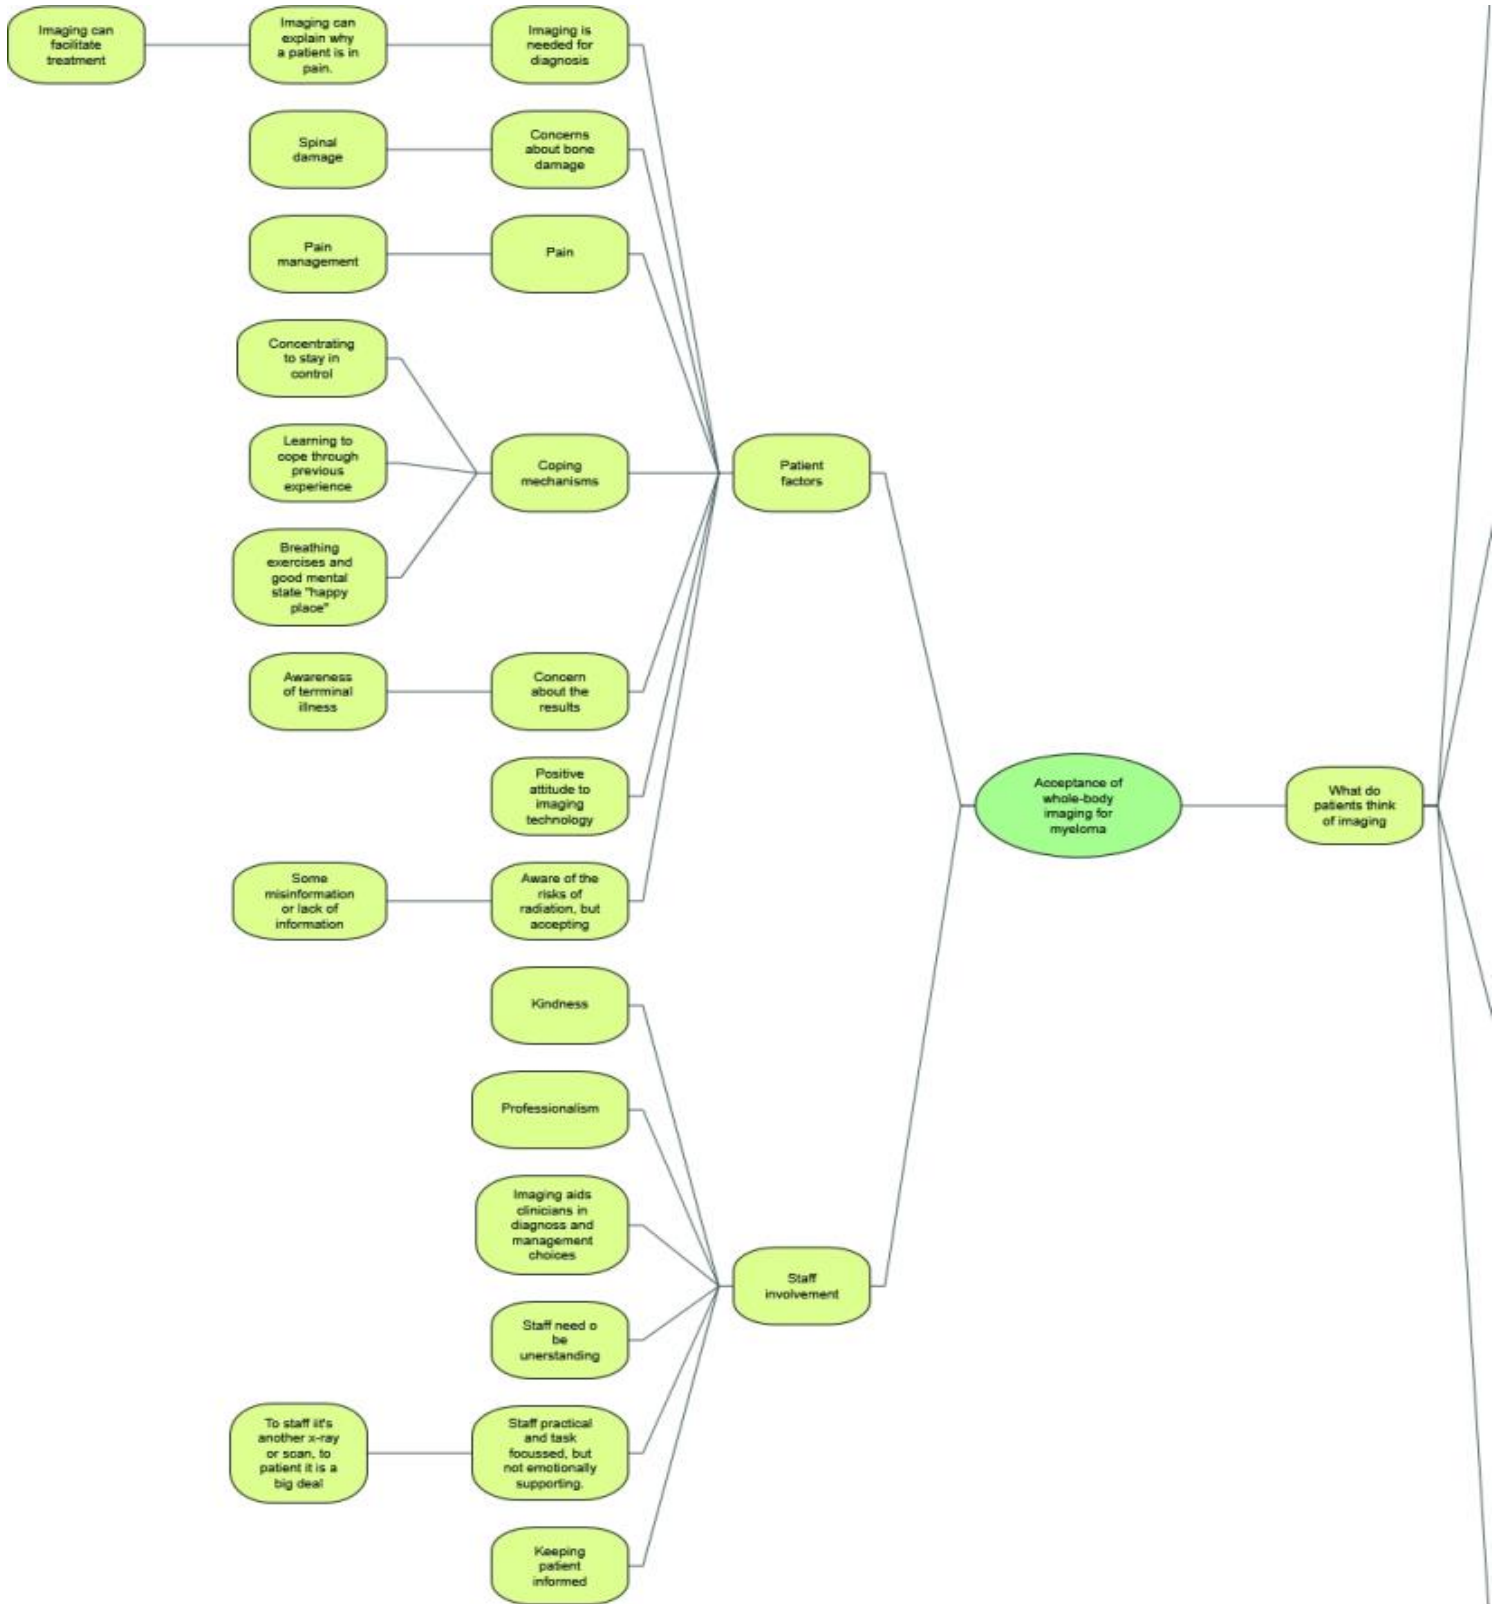 Imaging can
facilitate
treatment
Imaging can
explain why
a patient is in
pain.
Imaging is
needed for
diagnosis
Spinal
damage
Concerns
about bone
damage
Pain
management
Pain
Concentrating
to stay in
control
Learning to
cope through
previous
experience
Breathing
exercises and
good mental
state "happy
place"
Coping
mechanisms
Patient
factors
Awareness
of terrminal
illness
Concern
about the
results
Positive
attitude to
imaging
technology
Some
misinformation
or lack of
information
Aware of the
risks of
radiation, but
accepting
Acceptance of
whole-body
imaging for
myeloma
What do
patients think
of imaging
Kindness
Professionalism
Imaging aids
clinicians in
diagnoss and
management
choices
Staff need o
be
unerstanding
Staff
involvement
To staff iit's
another x-ray
or scan, to
patient it is a
big deal
Staff practical
and task
focussed, but
not emotionally
supporting.
Keeping
patient
informed